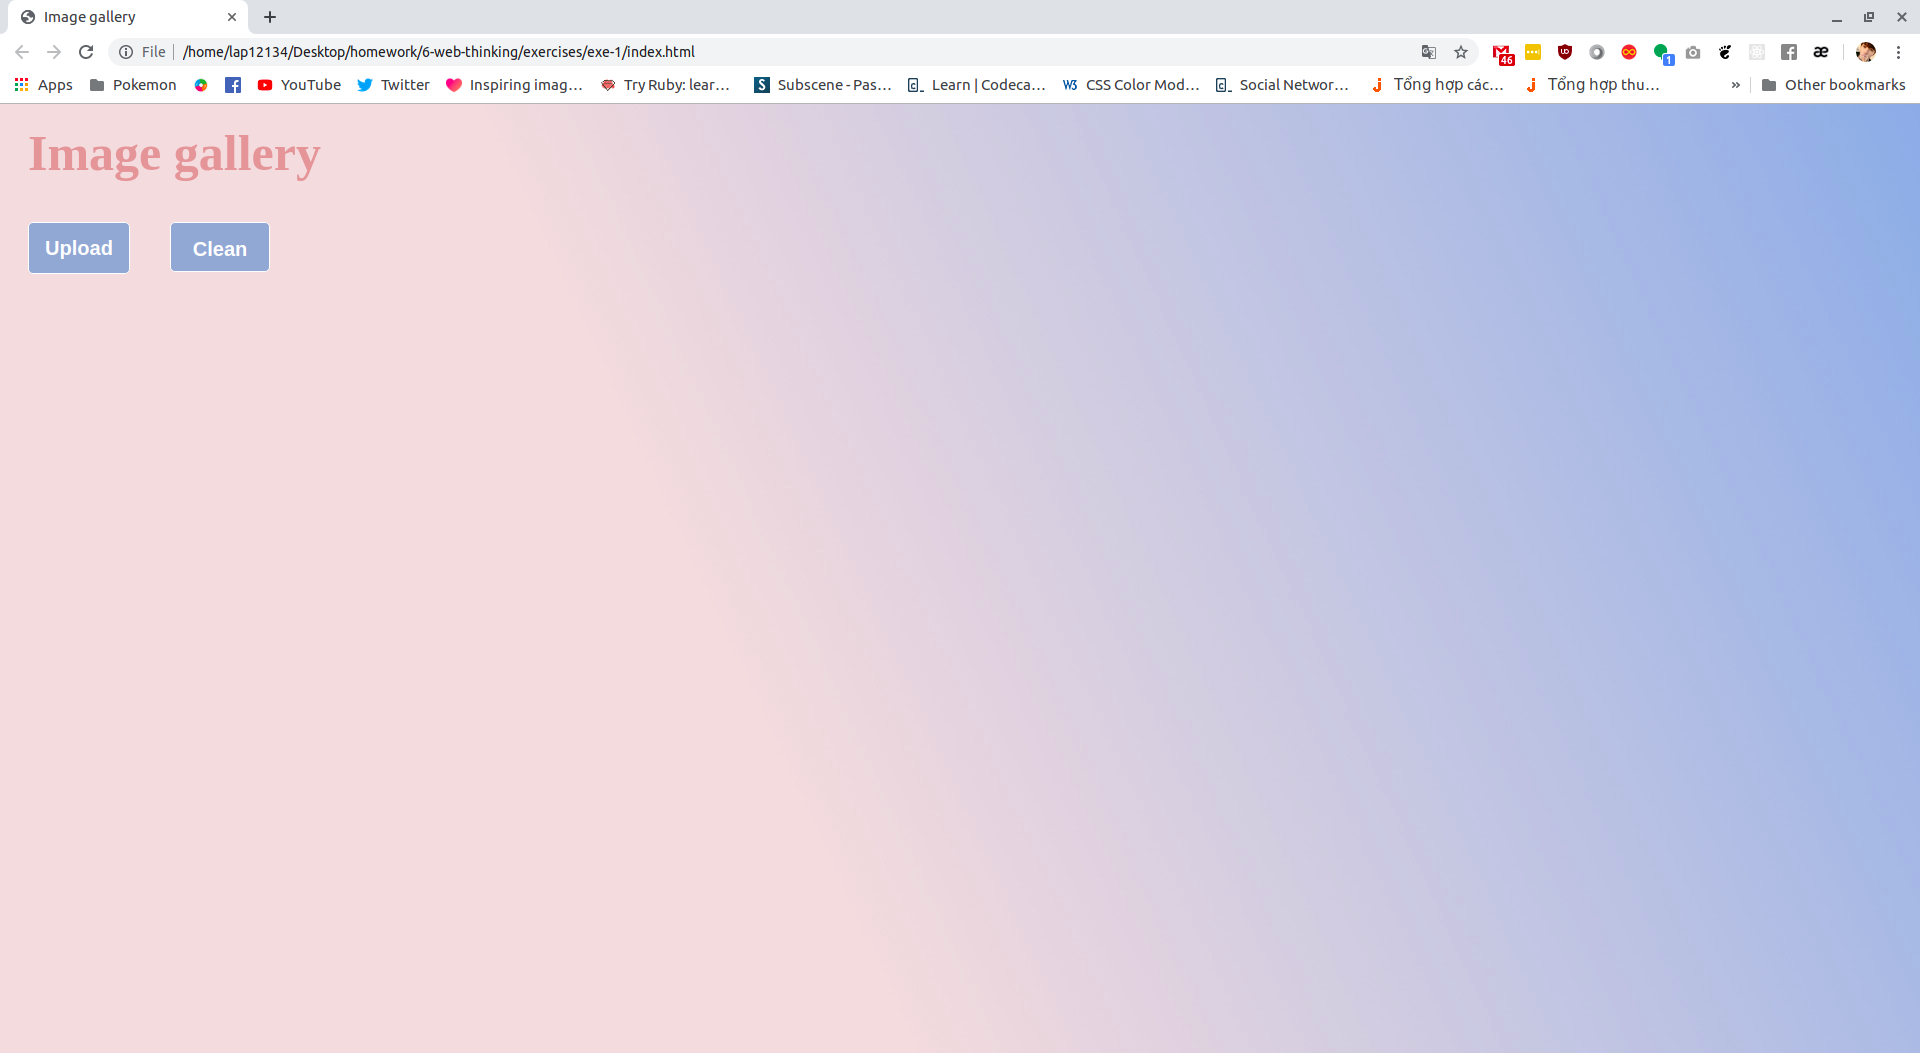 Image gallery
File /home/lap12134/Desktop/homework/6-web-thinking/exercises/exe-1/index.html 46 1
Apps Pokemon YouTube Twitter Inspiring imag... Try Ruby: lear... Subscene - Pas... Learn | Codeca... CSS Color Mod... Social Networ... Tổng hợp các... Tổng hợp thu... » Other bookmarks
Image gallery
Upload Clean